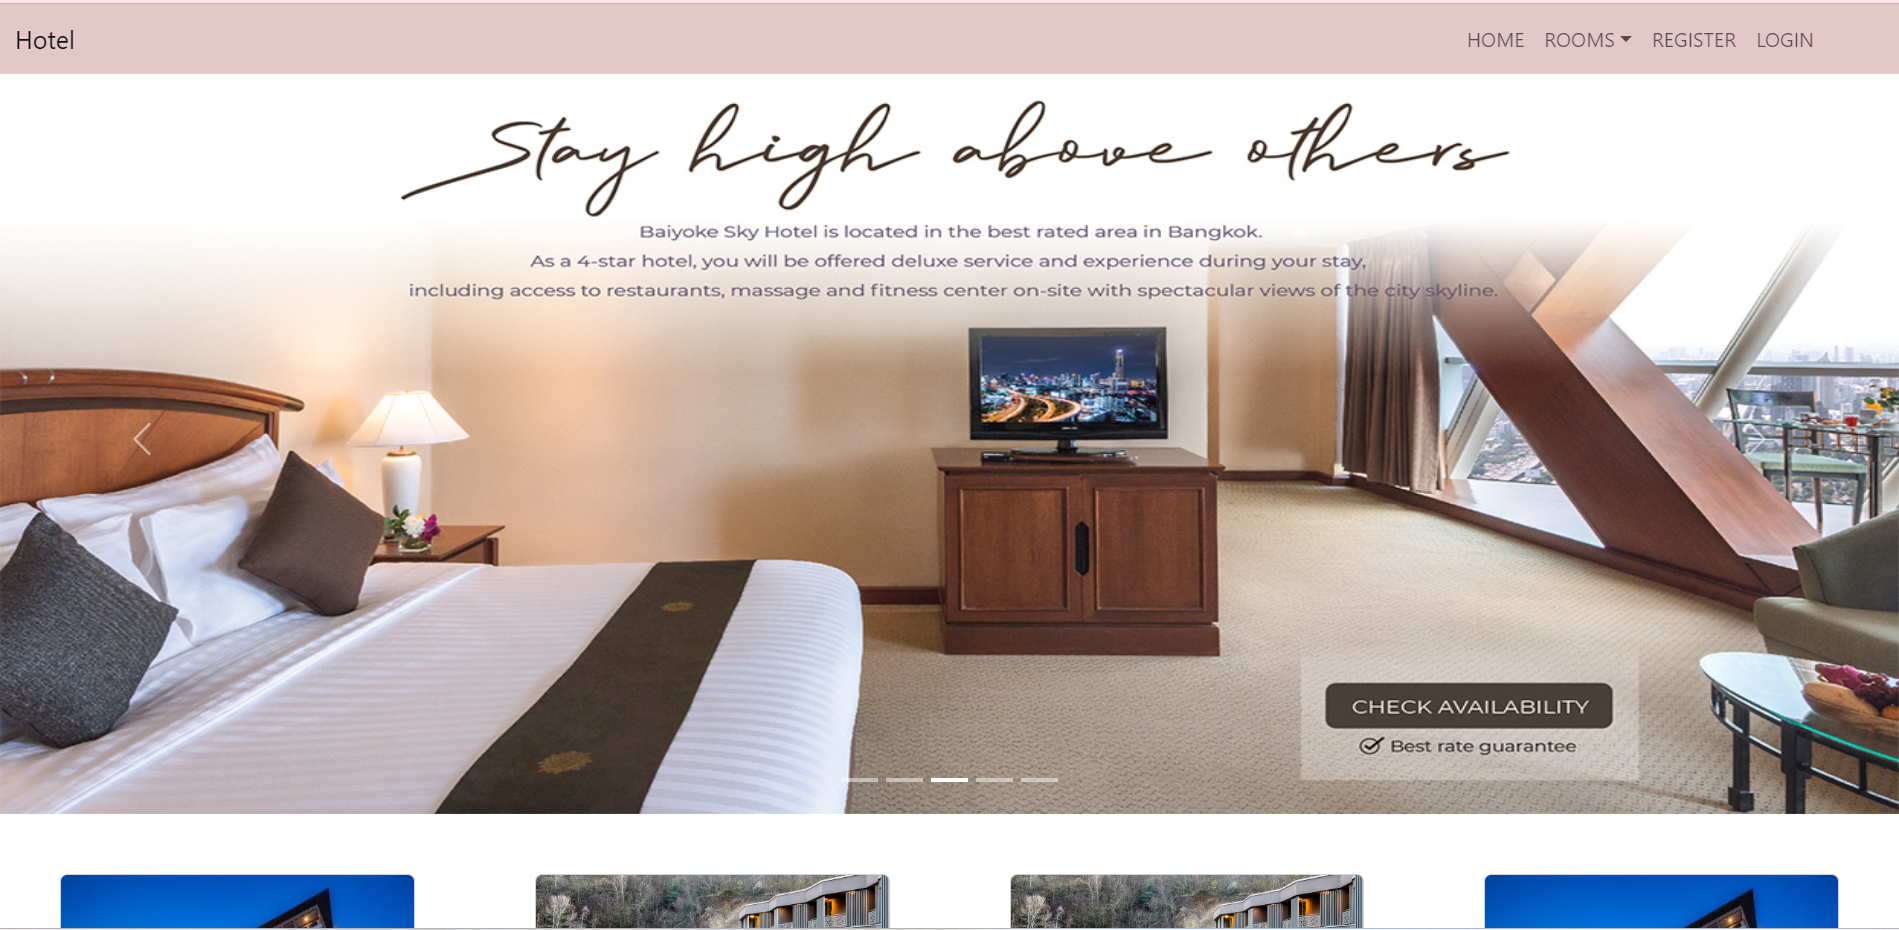 Hotel
HOME ROOMS REGISTER LOGIN
Stay high above others
Baiyoke Sky Hotel is located in the best rated area in Bangkok.
As a 4-star hotel, you will be offered deluxe service and experience during your stay,
including access to restaurants, massage and fitness center on-site with spectacular views of the city skyline.
CHECK AVAILABILITY
Best rate guarantee